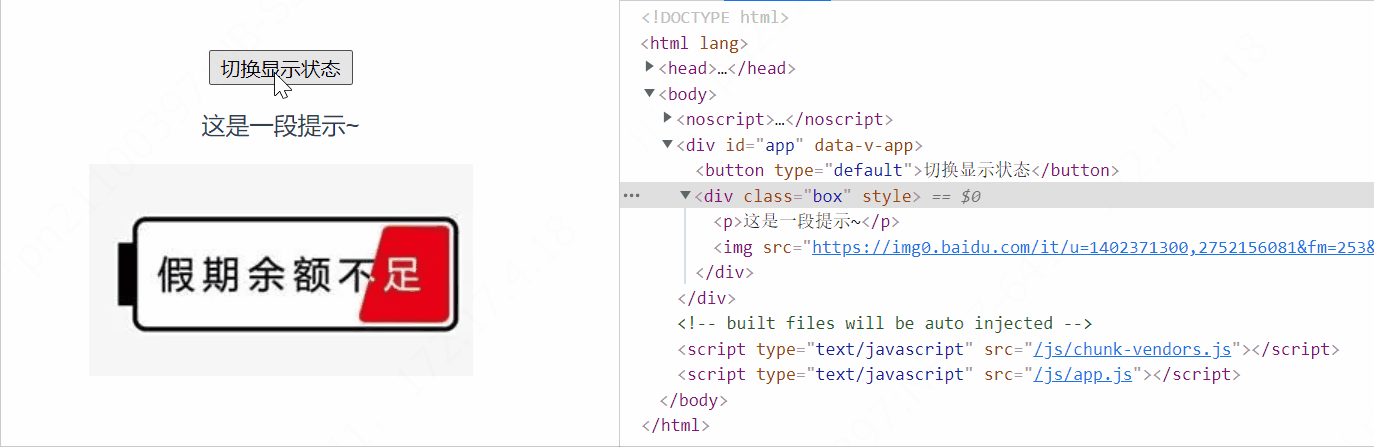 切换显示状态
这是一段提示~
假期余额不足
<!DOCTYPE html>
<html lang>
<head>…</head>
<body>
<noscript>…</noscript>
<div id="app" data-v-app>
<button type="default">切换显示状态</button>
<div class="box" style> == $0
<p>这是一段提示~</p>
<img src="https://img0.baidu.com/it/u=1402371300,2752156081&fm=253&
</div>
</div>
<!-- built files will be auto injected -->
<script type="text/javascript" src="/js/chunk-vendors.js"></script>
<script type="text/javascript" src="/js/app.js"></script>
</body>
</html>